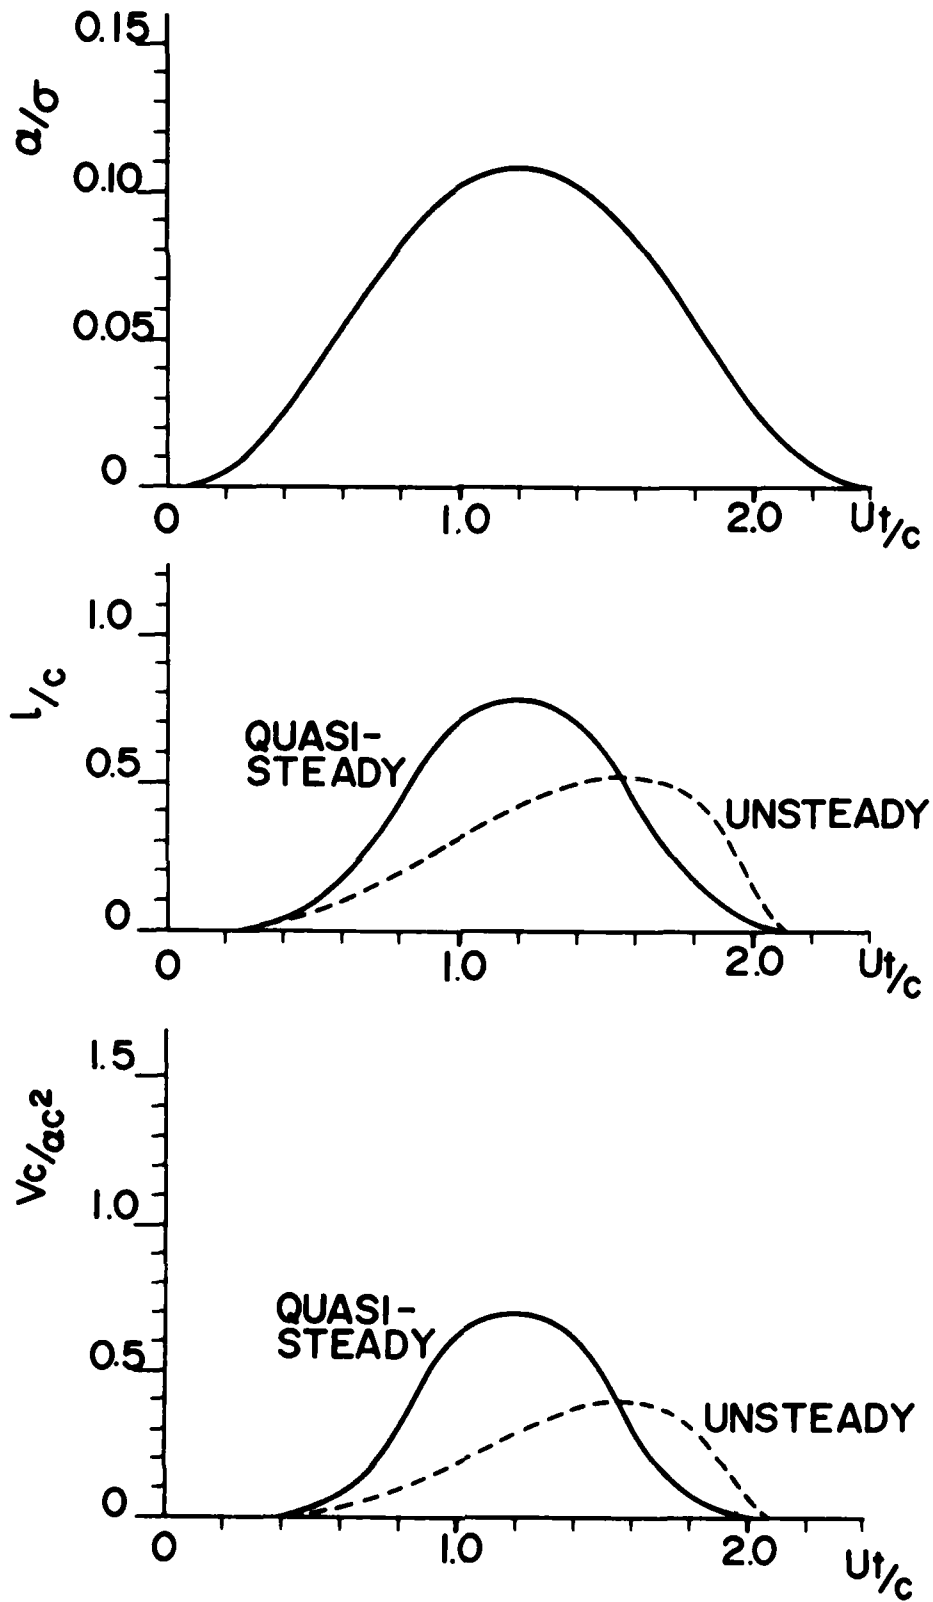 0.15
α/σ
0.10
0.05
0
0 1.0 2.0 Ut/c
1.0
l/c
QUASI-
STEADY
0.5
UNSTEADY
0
0 1.0 2.0 Ut/c
1.5
Vc/αc²
1.0
QUASI-
STEADY
0.5
UNSTEADY
0
0 1.0 2.0 Ut/c